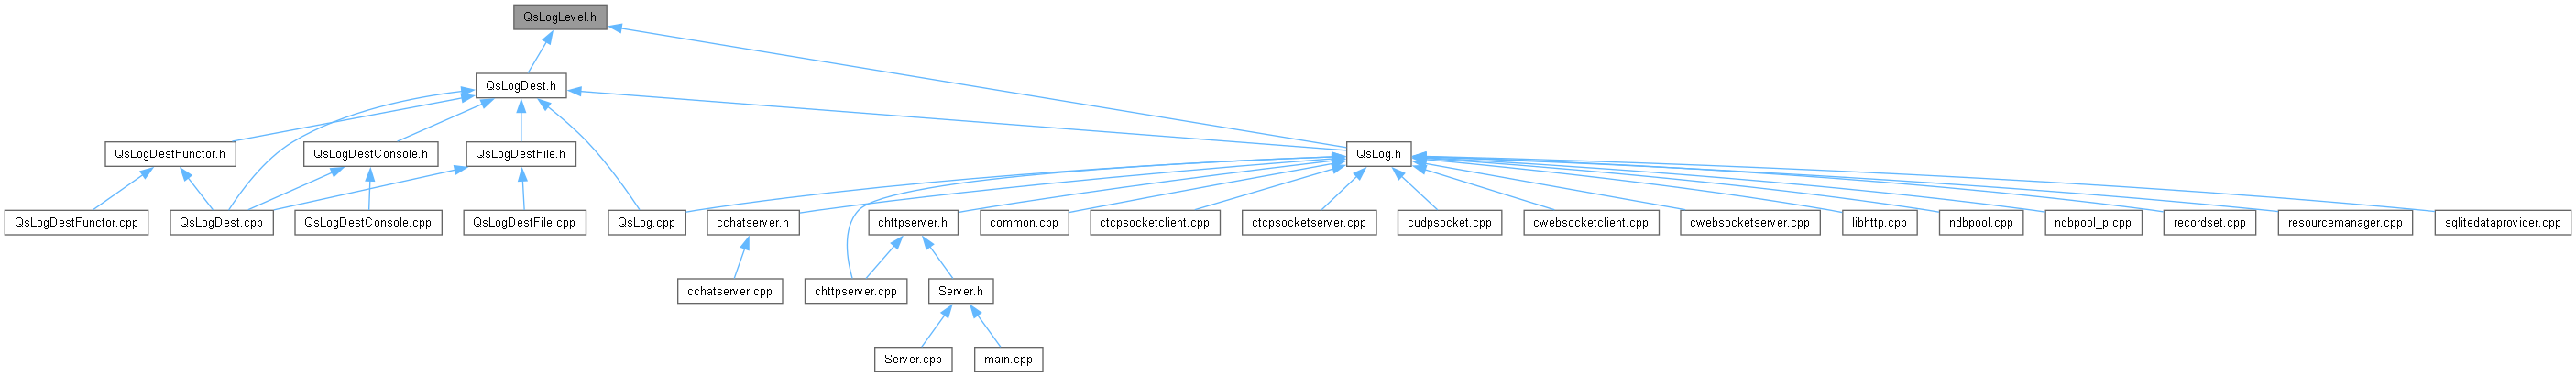 QsLogLevel.h
QsLogDest.h
QsLogDestFunctor.h
QsLogDestConsole.h
QsLogDestFile.h
QsLog.h
QsLogDestFunctor.cpp
QsLogDest.cpp
QsLogDestConsole.cpp
QsLogDestFile.cpp
QsLog.cpp
cchatserver.h
chttpserver.h
common.cpp
ctcpsocketclient.cpp
ctcpsocketserver.cpp
cudpsocket.cpp
cwebsocketclient.cpp
cwebsocketserver.cpp
libhttp.cpp
ndbpool.cpp
ndbpool_p.cpp
recordset.cpp
resourcemanager.cpp
sqlitedataprovider.cpp
cchatserver.cpp
chttpserver.cpp
Server.h
Server.cpp
main.cpp